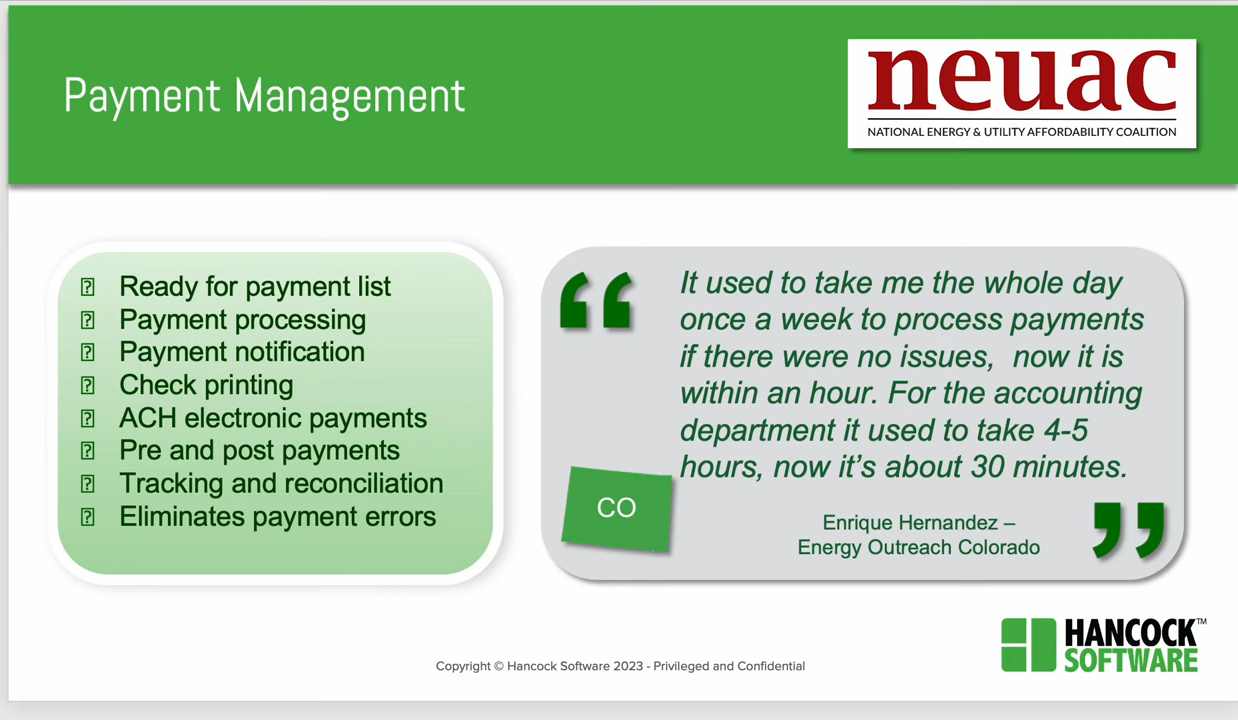 Payment Management
neuac
NATIONAL ENERGY & UTILITY AFFORDABILITY COALITION
Ready for payment list
Payment processing
Payment notification
Check printing
ACH electronic payments
Pre and post payments
Tracking and reconciliation
Eliminates payment errors
“
It used to take me the whole day
once a week to process payments
if there were no issues,  now it is
within an hour. For the accounting
department it used to take 4-5
hours, now it’s about 30 minutes.
CO
Enrique Hernandez –
Energy Outreach Colorado
”
HANCOCK™
SOFTWARE
Copyright © Hancock Software 2023 - Privileged and Confidential